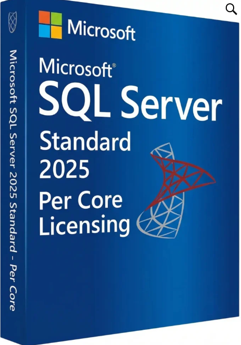 Microsoft
Microsoft®
SQL Server
Standard
2025
Per Core
Licensing
Microsoft SQL Server 2025 Standard - Per Core